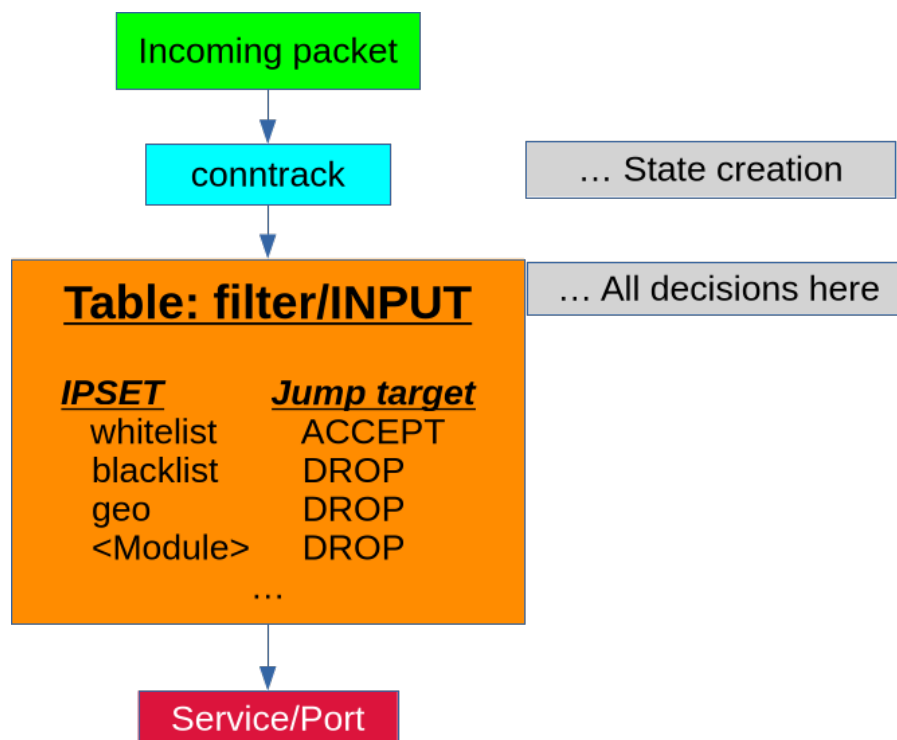 Incoming packet
conntrack
… State creation
Table: filter/INPUT
… All decisions here
IPSET Jump target
whitelist ACCEPT
blacklist DROP
geo DROP
<Module> DROP
…
Service/Port